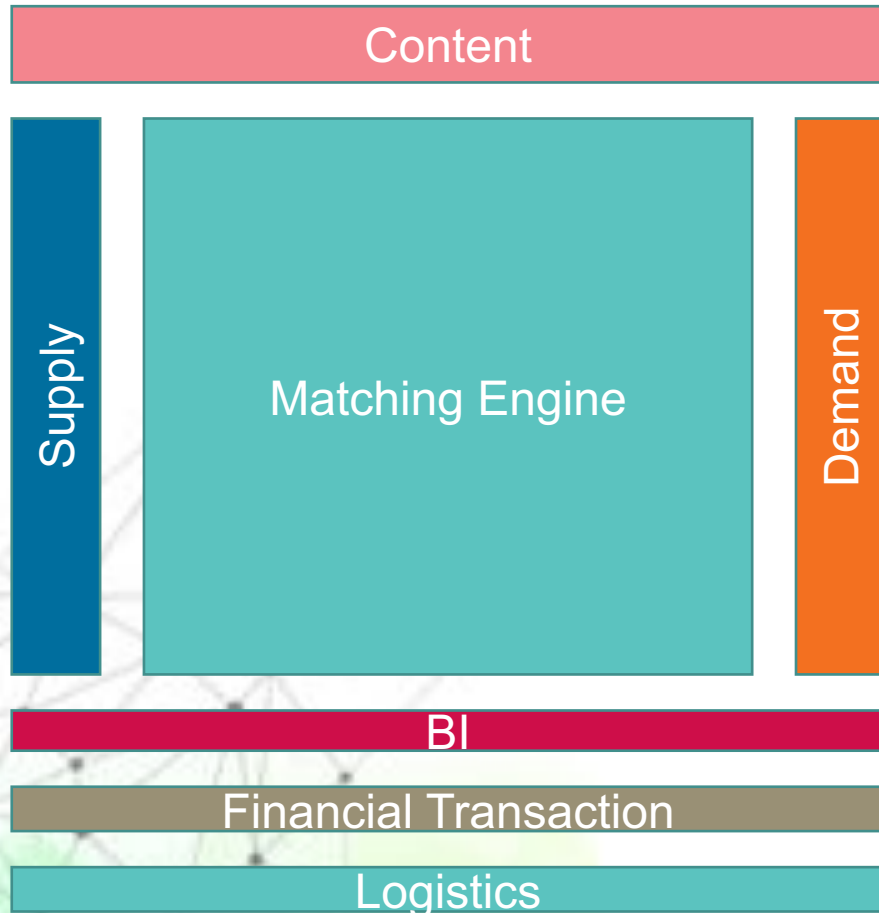 Content
Supply
Matching Engine
Demand
BI
Financial Transaction
Logistics